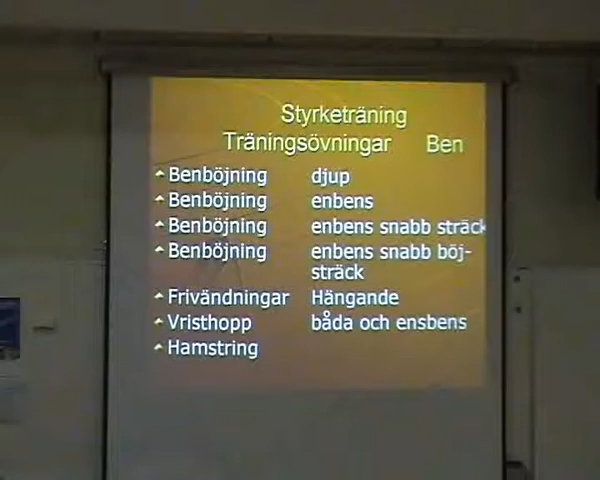 Styrketräning
Träningsövningar Ben
Benböjning djup
Benböjning enbens
Benböjning enbens snabb sträck
Benböjning enbens snabb böj-
sträck
Frivändningar Hängande
Vristhopp båda och ensbens
Hamstring